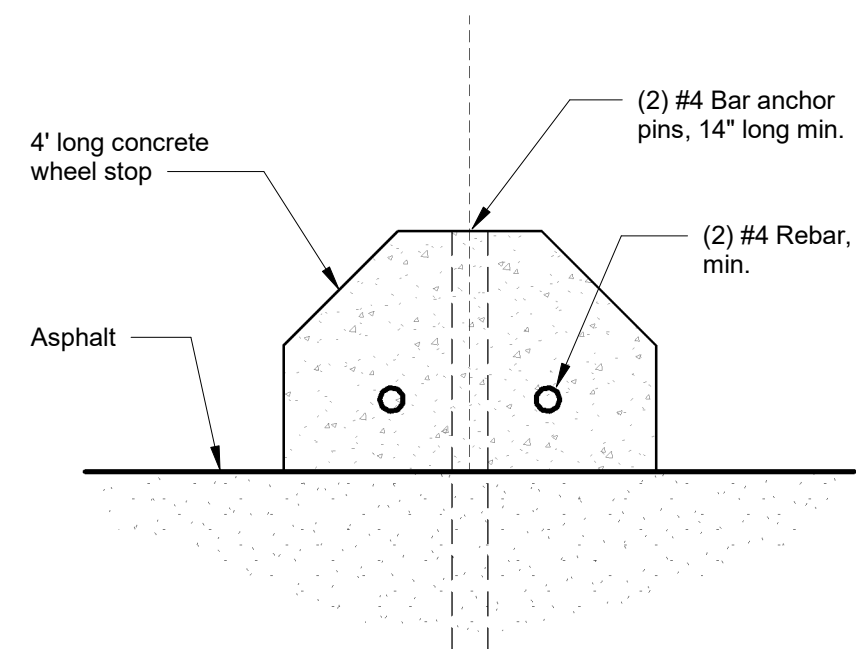 (2) #4 Bar anchor
pins, 14" long min.
4' long concrete
wheel stop
(2) #4 Rebar,
min.
Asphalt